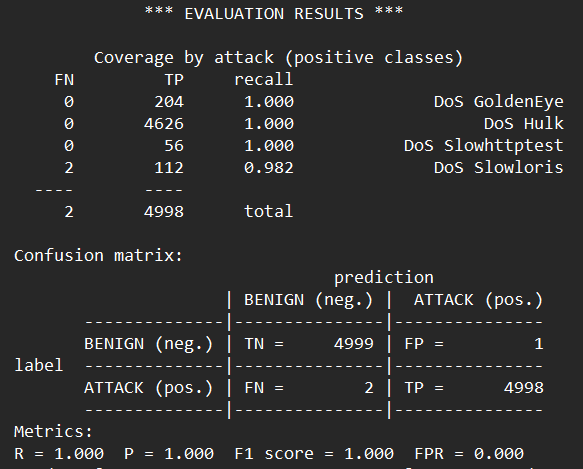 *** EVALUATION RESULTS ***
Coverage by attack (positive classes)
FN TP recall
0 204 1.000 DoS GoldenEye
0 4626 1.000 DoS Hulk
0 56 1.000 DoS Slowhttptest
2 112 0.982 DoS Slowloris
---- ----
2 4998 total
Confusion matrix:
prediction
| BENIGN (neg.) | ATTACK (pos.)
--------------|---------------|---------------
BENIGN (neg.) | TN = 4999 | FP = 1
label --------------|---------------|---------------
ATTACK (pos.) | FN = 2 | TP = 4998
--------------|---------------|---------------
Metrics:
R = 1.000 P = 1.000 F1 score = 1.000 FPR = 0.000